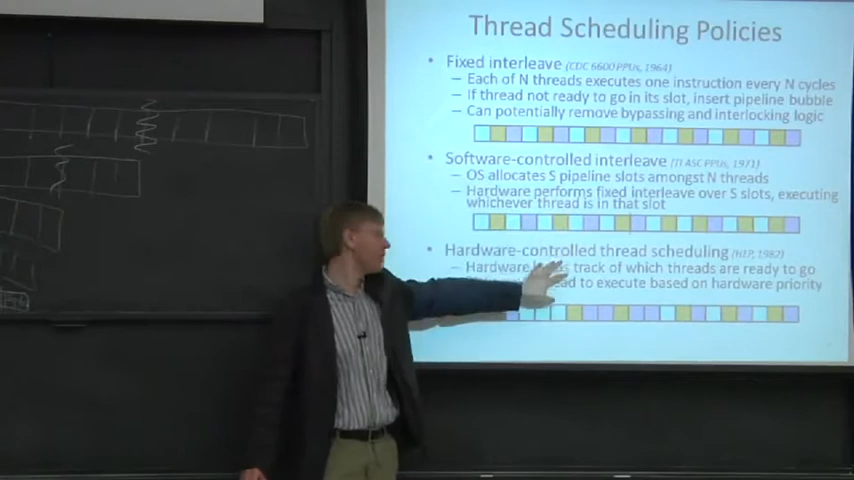 Thread Scheduling Policies
• Fixed interleave (CDC 6600 PPUs, 1964)
– Each of N threads executes one instruction every N cycles
– If thread not ready to go in its slot, insert pipeline bubble
– Can potentially remove bypassing and interlocking logic
• Software-controlled interleave (TI ASC PPUs, 1971)
– OS allocates S pipeline slots amongst N threads
– Hardware performs fixed interleave over S slots, executing
whichever thread is in that slot
• Hardware-controlled thread scheduling (HEP, 1982)
– Hardware track of which threads are ready to go
to execute based on hardware priority